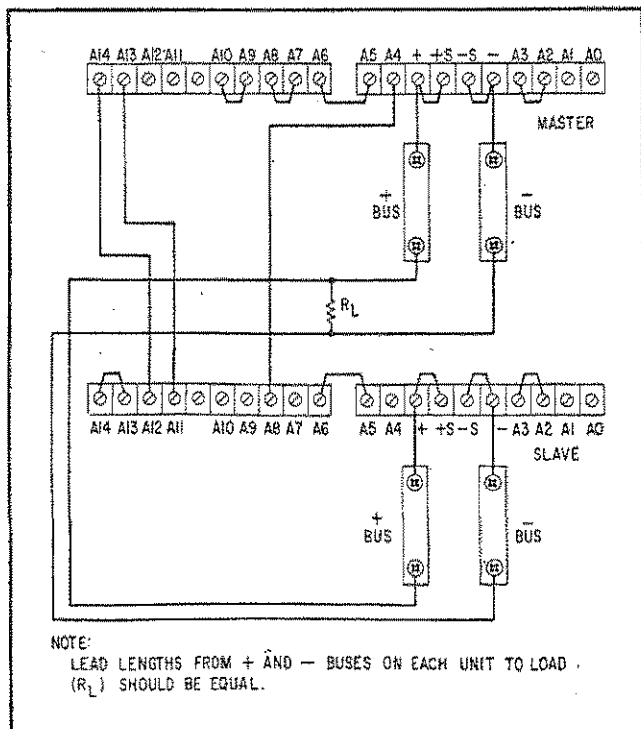 A14 A13 A12 A11 A10 A9 A8 A7 A6 A5 A4 + +S -S - A3 A2 A1 A0
MASTER
+
BUS
-
BUS
RL
A14 A13 A12 A11 A10 A9 A8 A7 A6 A5 A4 + +S -S - A3 A2 A1 A0
SLAVE
+
BUS
-
BUS
NOTE:
LEAD LENGTHS FROM + AND - BUSES ON EACH UNIT TO LOAD
(RL) SHOULD BE EQUAL.